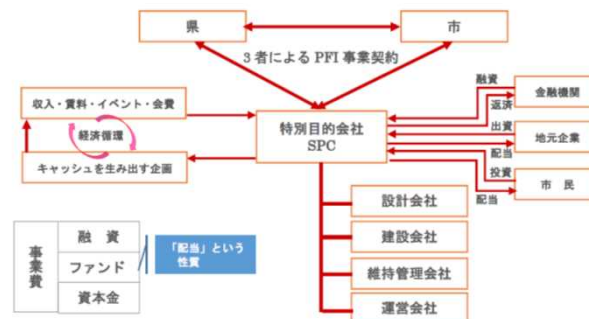 県
市
3者による PFI 事業契約
収入・賃料・イベント・会費
経済循環
キャッシュを生み出す企画
特別目的会社
SPC
融資
金融機関
返済
出資
地元企業
配当
投資
市 民
配当
設計会社
建設会社
維持管理会社
運営会社
事業費
融 資
ファンド
資本金
「配当」という
性質